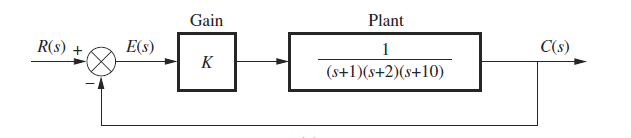 Gain
Plant
R(s) +
E(s)
K
1
(s+1)(s+2)(s+10)
C(s)
−